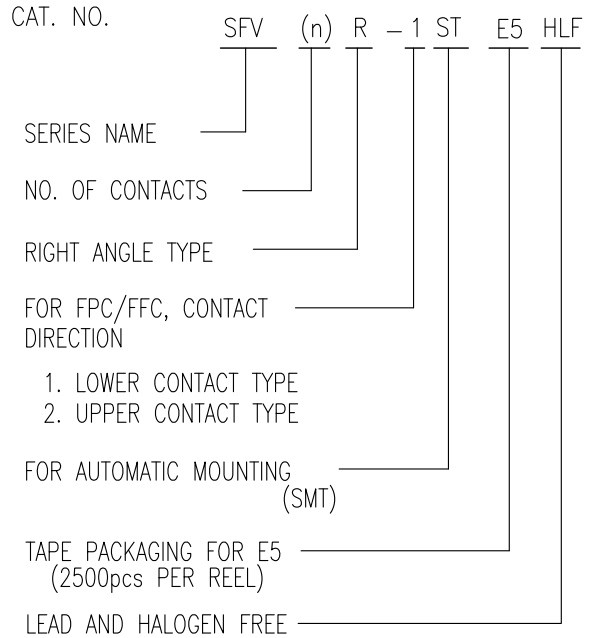 CAT. NO. SFV (n) R – 1 ST E5 HLF
SERIES NAME
NO. OF CONTACTS
RIGHT ANGLE TYPE
FOR FPC/FFC, CONTACT
DIRECTION
1. LOWER CONTACT TYPE
2. UPPER CONTACT TYPE
FOR AUTOMATIC MOUNTING
(SMT)
TAPE PACKAGING FOR E5
(2500pcs PER REEL)
LEAD AND HALOGEN FREE